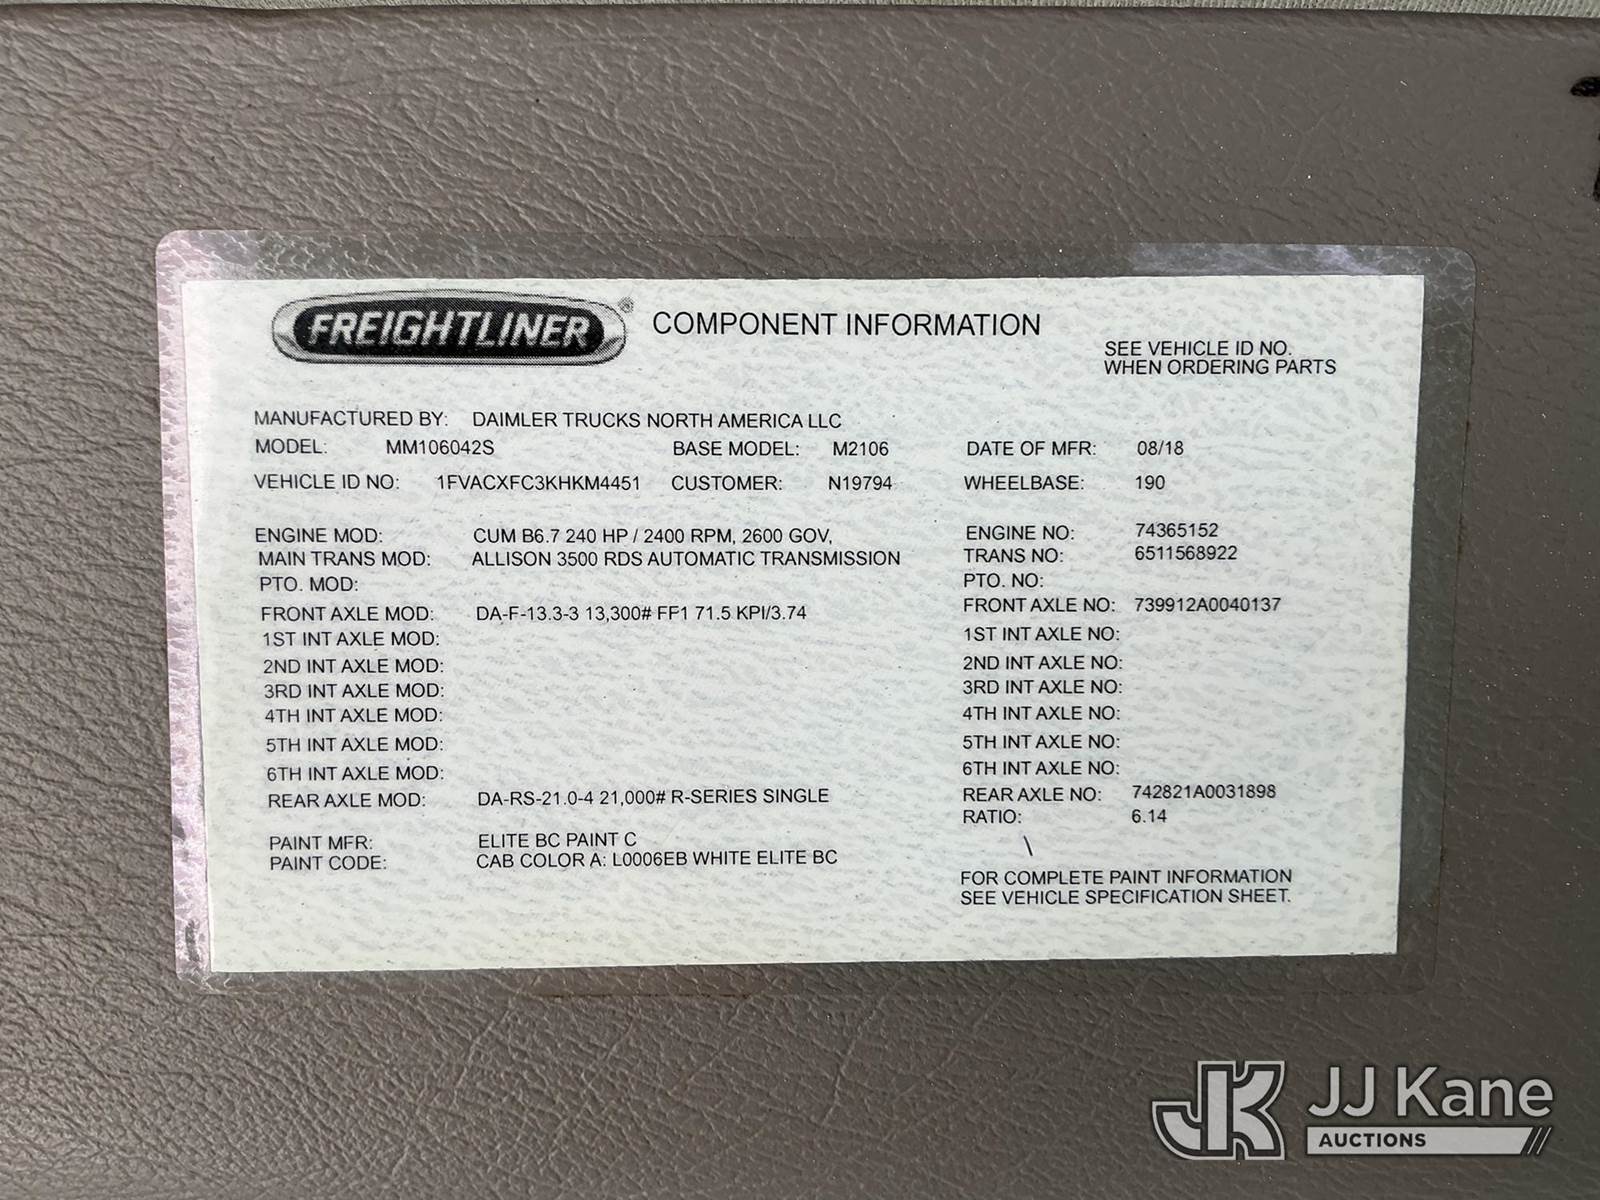 FREIGHTLINER ® COMPONENT INFORMATION
SEE VEHICLE ID NO.
WHEN ORDERING PARTS
MANUFACTURED BY: DAIMLER TRUCKS NORTH AMERICA LLC
MODEL: MM106042S BASE MODEL: M2106 DATE OF MFR: 08/18
VEHICLE ID NO: 1FVACXFC3KHKM4451 CUSTOMER: N19794 WHEELBASE: 190
ENGINE MOD: CUM B6.7 240 HP / 2400 RPM, 2600 GOV, ENGINE NO: 74365152
MAIN TRANS MOD: ALLISON 3500 RDS AUTOMATIC TRANSMISSION TRANS NO: 6511568922
PTO. MOD: PTO. NO:
FRONT AXLE MOD: DA-F-13.3-3 13,300# FF1 71.5 KPI/3.74 FRONT AXLE NO: 739912A0040137
1ST INT AXLE MOD: 1ST INT AXLE NO:
2ND INT AXLE MOD: 2ND INT AXLE NO:
3RD INT AXLE MOD: 3RD INT AXLE NO:
4TH INT AXLE MOD: 4TH INT AXLE NO:
5TH INT AXLE MOD: 5TH INT AXLE NO:
6TH INT AXLE MOD: 6TH INT AXLE NO:
REAR AXLE MOD: DA-RS-21.0-4 21,000# R-SERIES SINGLE REAR AXLE NO: 742821A0031898
RATIO: 6.14
PAINT MFR: ELITE BC PAINT C
PAINT CODE: CAB COLOR A: L0006EB WHITE ELITE BC
FOR COMPLETE PAINT INFORMATION
SEE VEHICLE SPECIFICATION SHEET.
JK JJ Kane
AUCTIONS